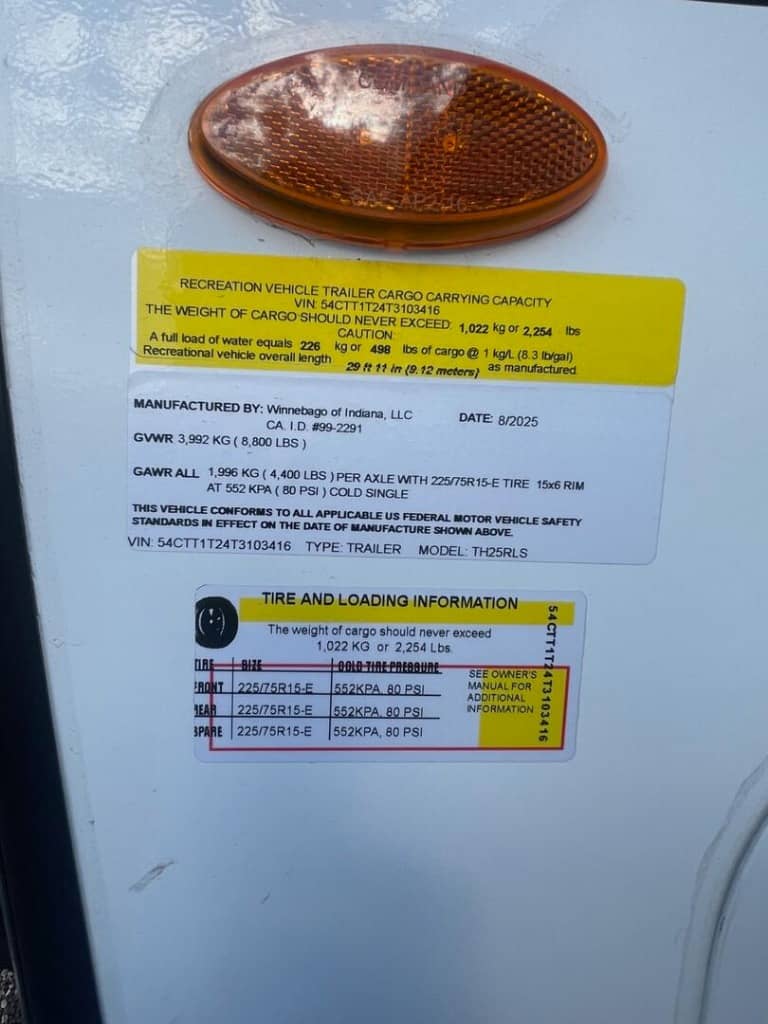 RECREATION VEHICLE TRAILER CARGO CARRYING CAPACITY
VIN: 54CTT1T24T3103416
THE WEIGHT OF CARGO SHOULD NEVER EXCEED: 1,022 kg or 2,254 lbs
CAUTION:
A full load of water equals 226 kg or 498 lbs of cargo @ 1 kg/L (8.3 lb/gal)
Recreational vehicle overall length 29 ft 11 in (9.12 meters) as manufactured.
MANUFACTURED BY: Winnebago of Indiana, LLC DATE: 8/2025
CA. I.D. #99-2291
GVWR 3,992 KG ( 8,800 LBS )
GAWR ALL 1,996 KG ( 4,400 LBS ) PER AXLE WITH 225/75R15-E TIRE 15x6 RIM
AT 552 KPA ( 80 PSI ) COLD SINGLE
THIS VEHICLE CONFORMS TO ALL APPLICABLE US FEDERAL MOTOR VEHICLE SAFETY
STANDARDS IN EFFECT ON THE DATE OF MANUFACTURE SHOWN ABOVE.
VIN: 54CTT1T24T3103416 TYPE: TRAILER MODEL: TH25RLS
TIRE AND LOADING INFORMATION
The weight of cargo should never exceed
1,022 KG or 2,254 Lbs.
TIRE SIZE COLD TIRE PRESSURE
FRONT 225/75R15-E 552KPA, 80 PSI
REAR 225/75R15-E 552KPA, 80 PSI
SPARE 225/75R15-E 552KPA, 80 PSI
SEE OWNER'S
MANUAL FOR
ADDITIONAL
INFORMATION
54CTT1T24T3103416